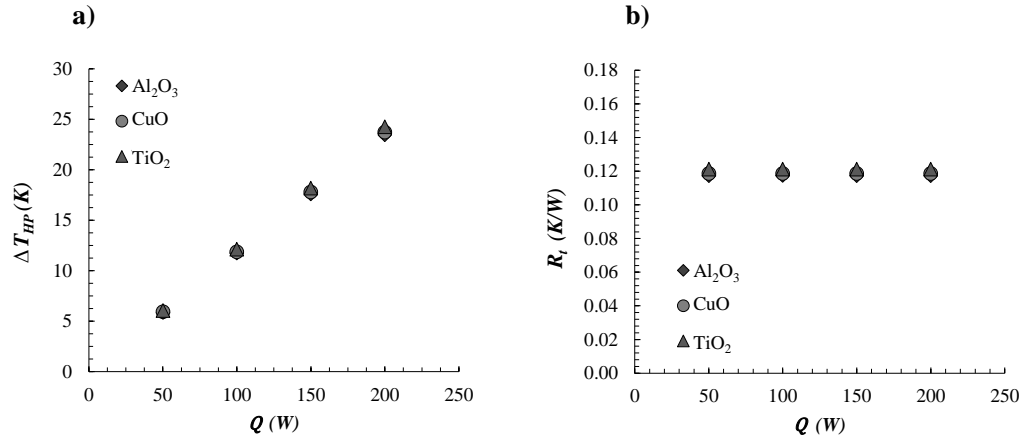 a)
30
25
20
15
10
5
0
ΔT_HP (K)
Al₂O₃
CuO
TiO₂
0 50 100 150 200 250
Q (W)
b)
0.18
0.16
0.14
0.12
0.10
0.08
0.06
0.04
0.02
0.00
R_t (K/W)
Al₂O₃
CuO
TiO₂
0 50 100 150 200 250
Q (W)